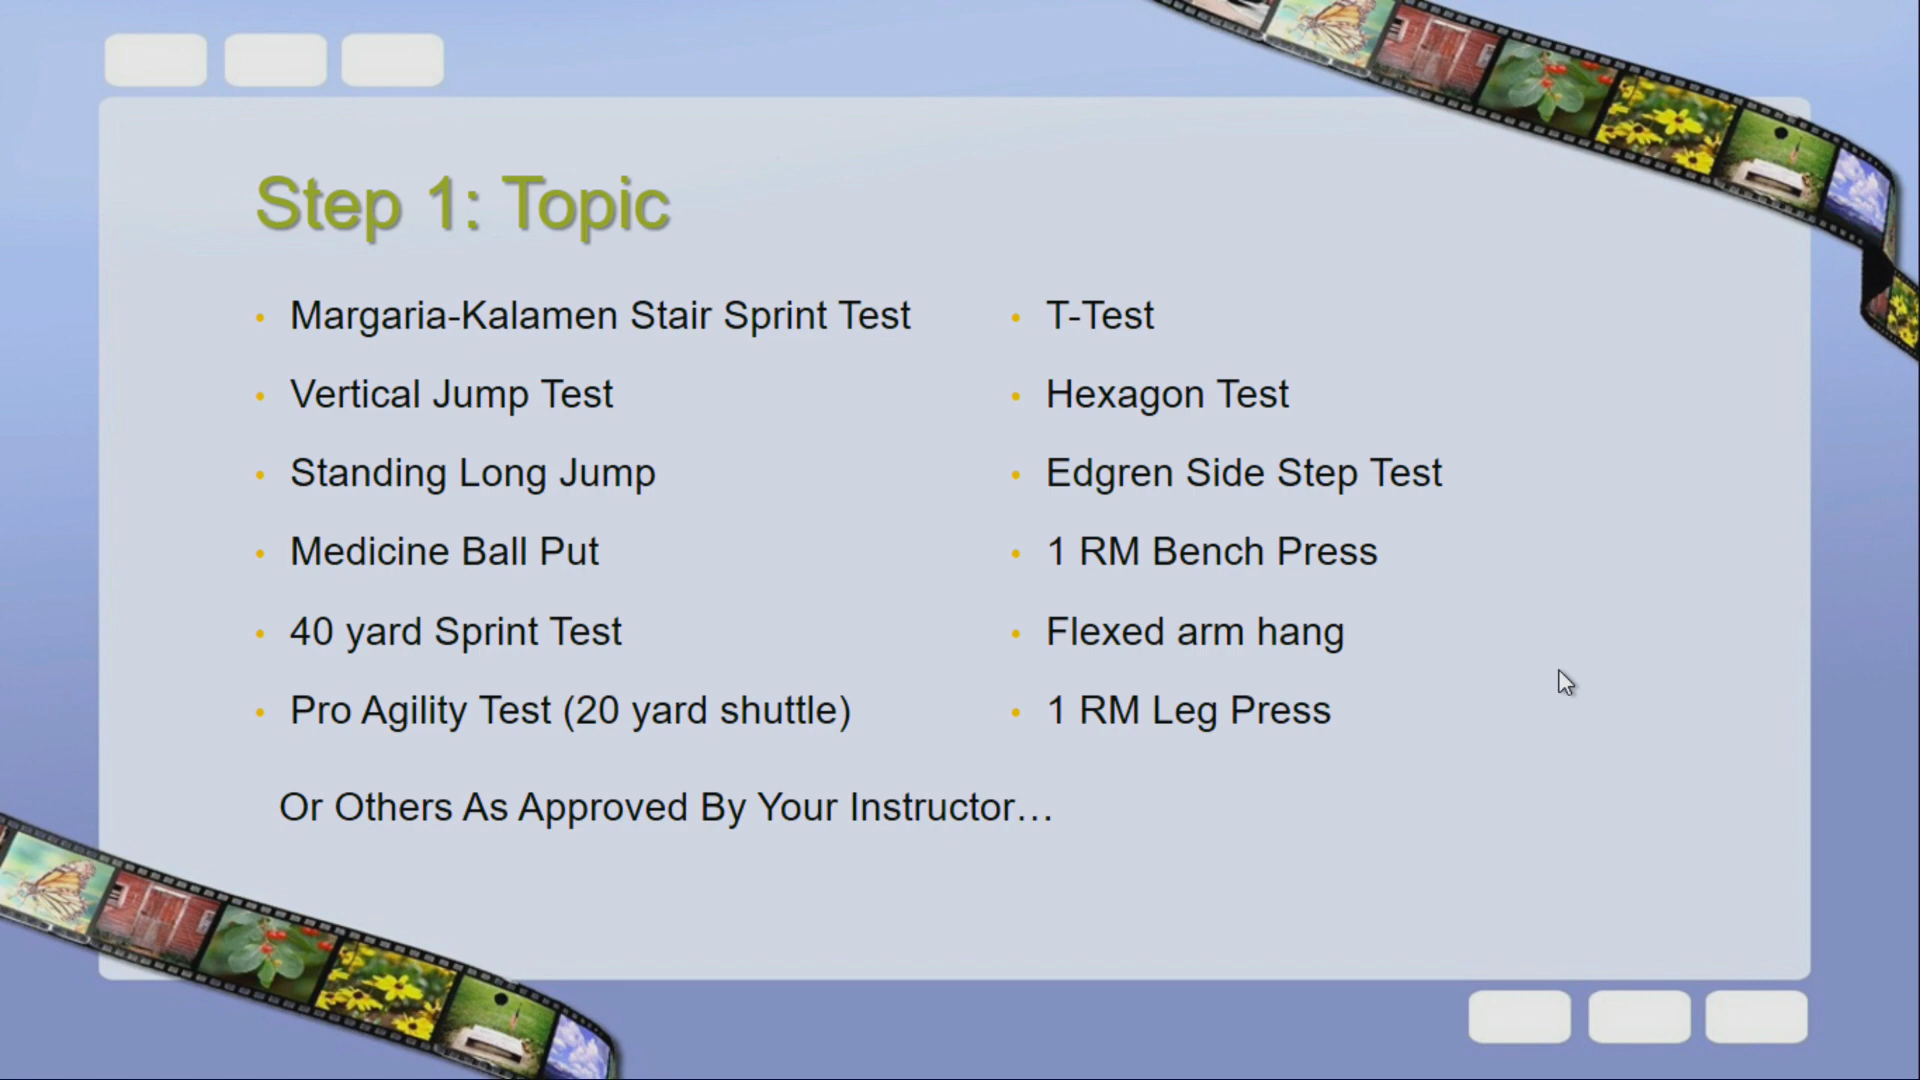 Step 1: Topic
• Margaria-Kalamen Stair Sprint Test
• Vertical Jump Test
• Standing Long Jump
• Medicine Ball Put
• 40 yard Sprint Test
• Pro Agility Test (20 yard shuttle)
• T-Test
• Hexagon Test
• Edgren Side Step Test
• 1 RM Bench Press
• Flexed arm hang
• 1 RM Leg Press
Or Others As Approved By Your Instructor…